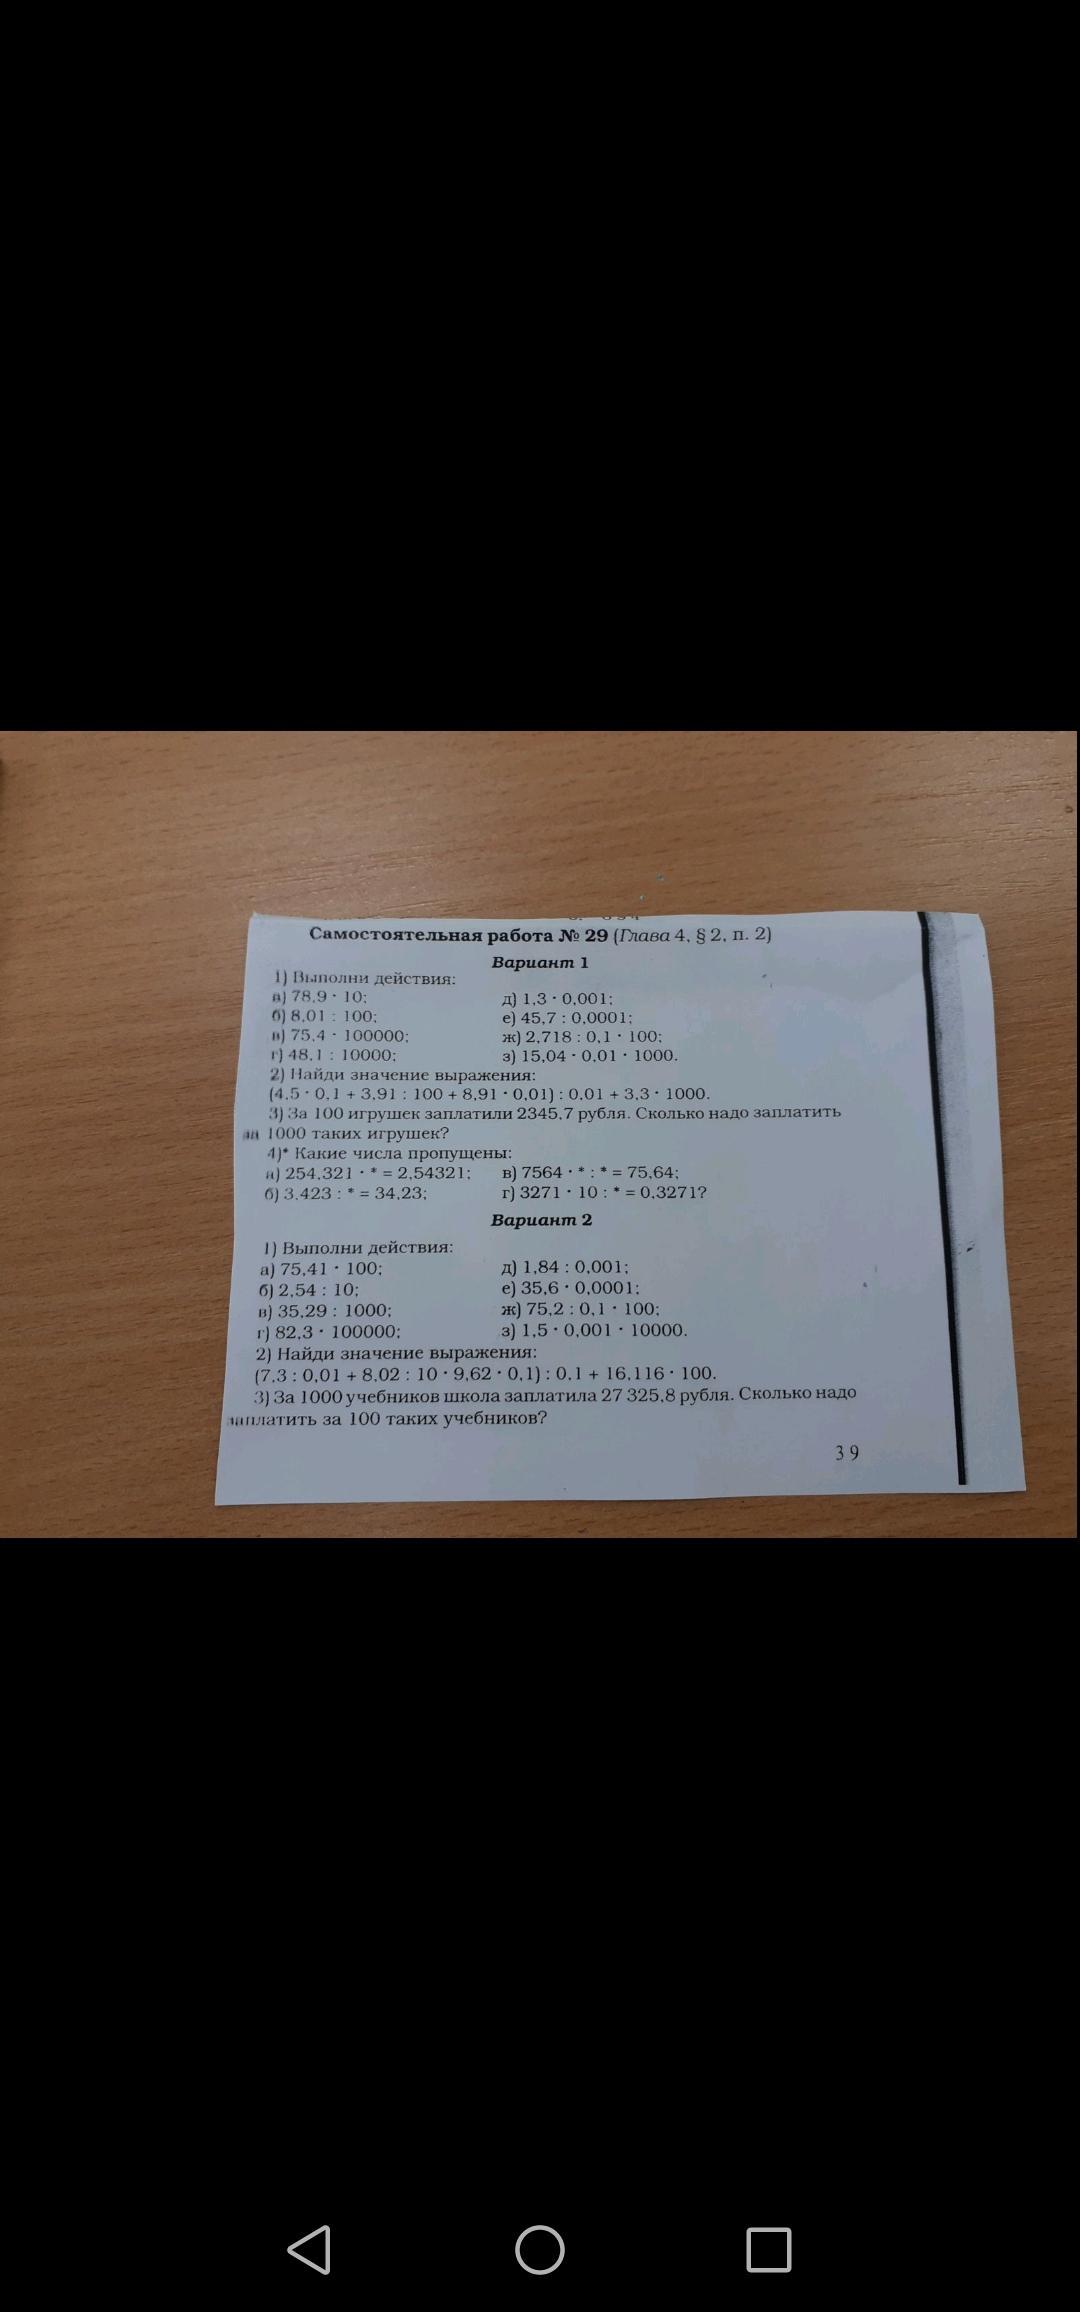 Самостоятельная работа № 29 (Глава 4, § 2, п. 2)
Вариант 1
1) Выполни действия:
а) 78,9 · 10; д) 1,3 · 0,001;
б) 8,01 : 100; е) 45,7 : 0,0001;
в) 75,4 · 100000; ж) 2,718 : 0,1 · 100;
г) 48,1 : 10000; з) 15,04 · 0,01 · 1000.
2) Найди значение выражения:
(4,5 · 0,1 + 3,91 : 100 + 8,91 · 0,01) : 0,01 + 3,3 · 1000.
3) За 100 игрушек заплатили 2345,7 рубля. Сколько надо заплатить
за 1000 таких игрушек?
4)* Какие числа пропущены:
а) 254,321 · * = 2,54321; в) 7564 · * : * = 75,64;
б) 3,423 : * = 34,23; г) 3271 · 10 : * = 0,3271?
Вариант 2
1) Выполни действия:
а) 75,41 · 100; д) 1,84 : 0,001;
б) 2,54 : 10; е) 35,6 · 0,0001;
в) 35,29 : 1000; ж) 75,2 : 0,1 · 100;
г) 82,3 · 100000; з) 1,5 · 0,001 · 10000.
2) Найди значение выражения:
(7,3 : 0,01 + 8,02 : 10 · 9,62 · 0,1) : 0,1 + 16,116 · 100.
3) За 1000 учебников школа заплатила 27 325,8 рубля. Сколько надо
заплатить за 100 таких учебников?
39